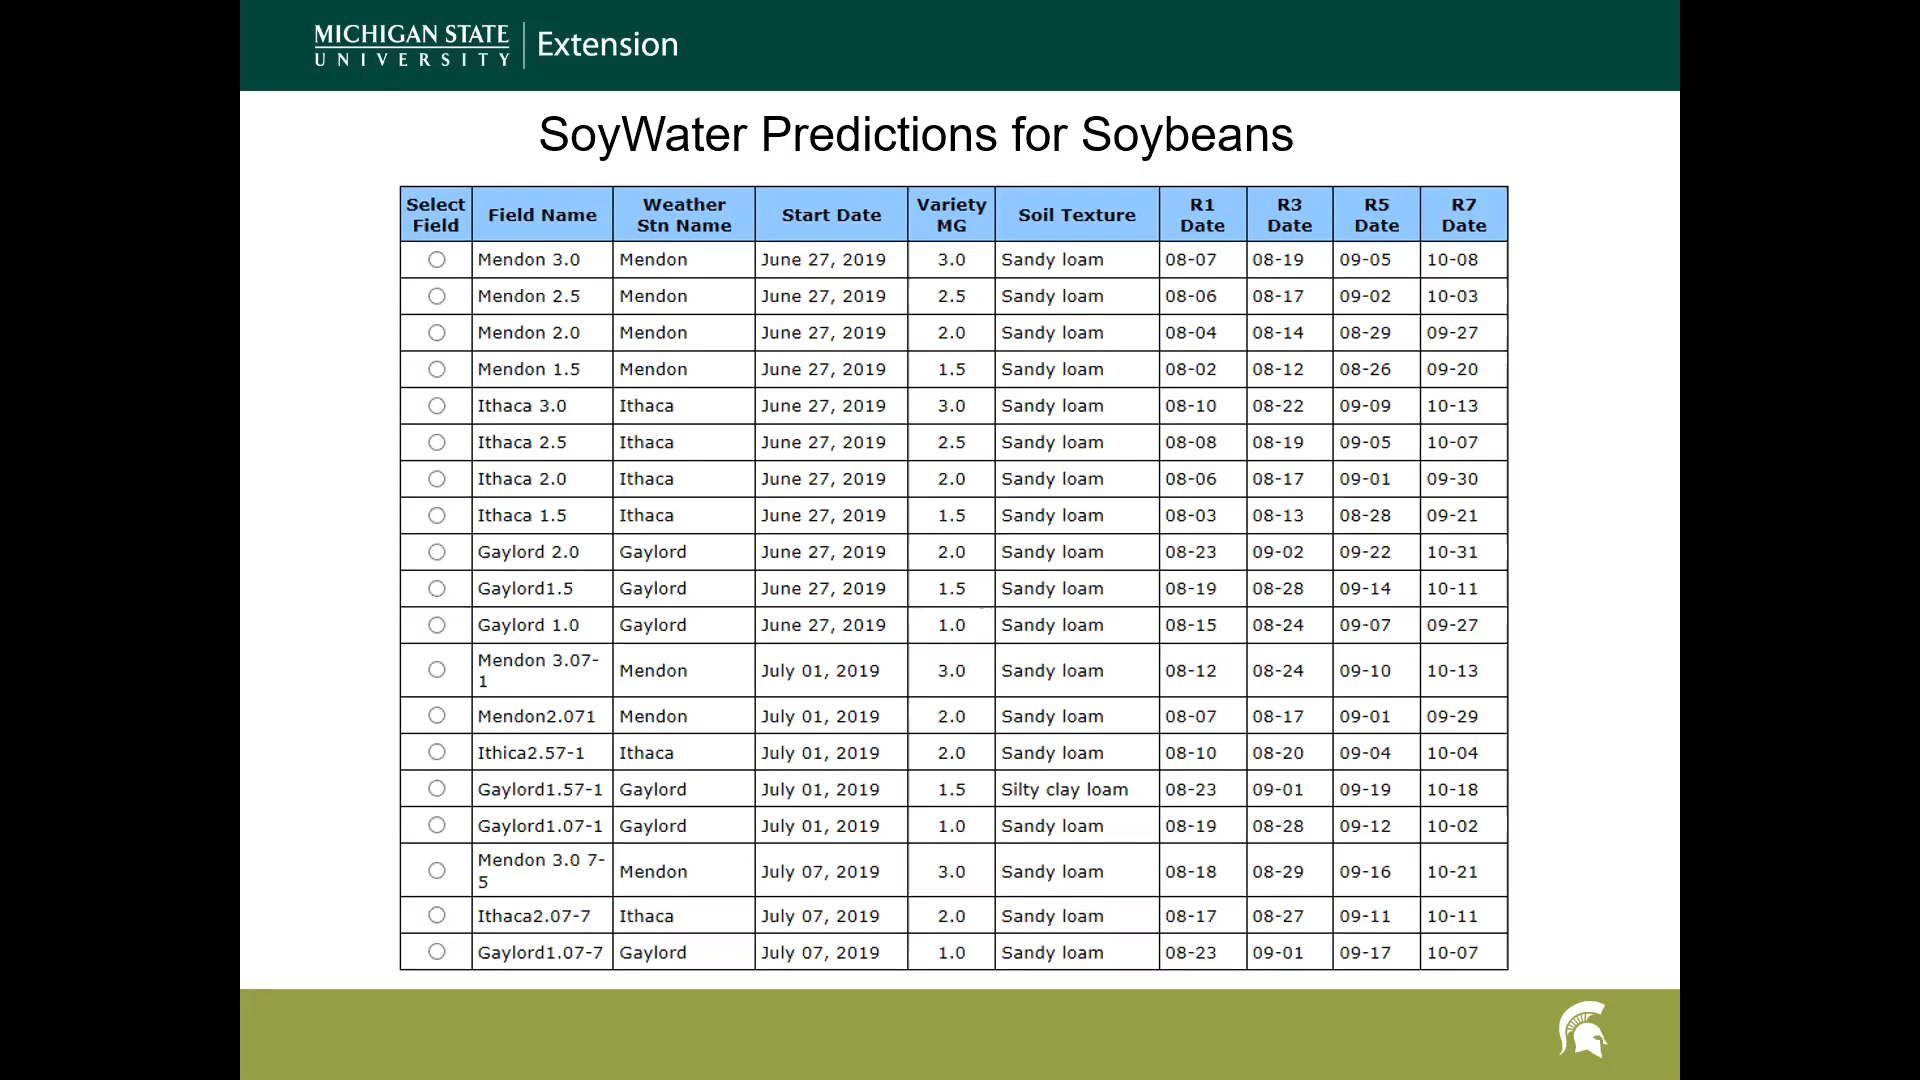 MICHIGAN STATE
UNIVERSITY
Extension
SoyWater Predictions for Soybeans
Select Field | Field Name | Weather Stn Name | Start Date | Variety MG | Soil Texture | R1 Date | R3 Date | R5 Date | R7 Date
Mendon 3.0 | Mendon | June 27, 2019 | 3.0 | Sandy loam | 08-07 | 08-19 | 09-05 | 10-08
Mendon 2.5 | Mendon | June 27, 2019 | 2.5 | Sandy loam | 08-06 | 08-17 | 09-02 | 10-03
Mendon 2.0 | Mendon | June 27, 2019 | 2.0 | Sandy loam | 08-04 | 08-14 | 08-29 | 09-27
Mendon 1.5 | Mendon | June 27, 2019 | 1.5 | Sandy loam | 08-02 | 08-12 | 08-26 | 09-20
Ithaca 3.0 | Ithaca | June 27, 2019 | 3.0 | Sandy loam | 08-10 | 08-22 | 09-09 | 10-13
Ithaca 2.5 | Ithaca | June 27, 2019 | 2.5 | Sandy loam | 08-08 | 08-19 | 09-05 | 10-07
Ithaca 2.0 | Ithaca | June 27, 2019 | 2.0 | Sandy loam | 08-06 | 08-17 | 09-01 | 09-30
Ithaca 1.5 | Ithaca | June 27, 2019 | 1.5 | Sandy loam | 08-03 | 08-13 | 08-28 | 09-21
Gaylord 2.0 | Gaylord | June 27, 2019 | 2.0 | Sandy loam | 08-23 | 09-02 | 09-22 | 10-31
Gaylord1.5 | Gaylord | June 27, 2019 | 1.5 | Sandy loam | 08-19 | 08-28 | 09-14 | 10-11
Gaylord 1.0 | Gaylord | June 27, 2019 | 1.0 | Sandy loam | 08-15 | 08-24 | 09-07 | 09-27
Mendon 3.07-1 | Mendon | July 01, 2019 | 3.0 | Sandy loam | 08-12 | 08-24 | 09-10 | 10-13
Mendon2.071 | Mendon | July 01, 2019 | 2.0 | Sandy loam | 08-07 | 08-17 | 09-01 | 09-29
Ithica2.57-1 | Ithaca | July 01, 2019 | 2.0 | Sandy loam | 08-10 | 08-20 | 09-04 | 10-04
Gaylord1.57-1 | Gaylord | July 01, 2019 | 1.5 | Silty clay loam | 08-23 | 09-01 | 09-19 | 10-18
Gaylord1.07-1 | Gaylord | July 01, 2019 | 1.0 | Sandy loam | 08-19 | 08-28 | 09-12 | 10-02
Mendon 3.0 7-5 | Mendon | July 07, 2019 | 3.0 | Sandy loam | 08-18 | 08-29 | 09-16 | 10-21
Ithaca2.07-7 | Ithaca | July 07, 2019 | 2.0 | Sandy loam | 08-17 | 08-27 | 09-11 | 10-11
Gaylord1.07-7 | Gaylord | July 07, 2019 | 1.0 | Sandy loam | 08-23 | 09-01 | 09-17 | 10-07